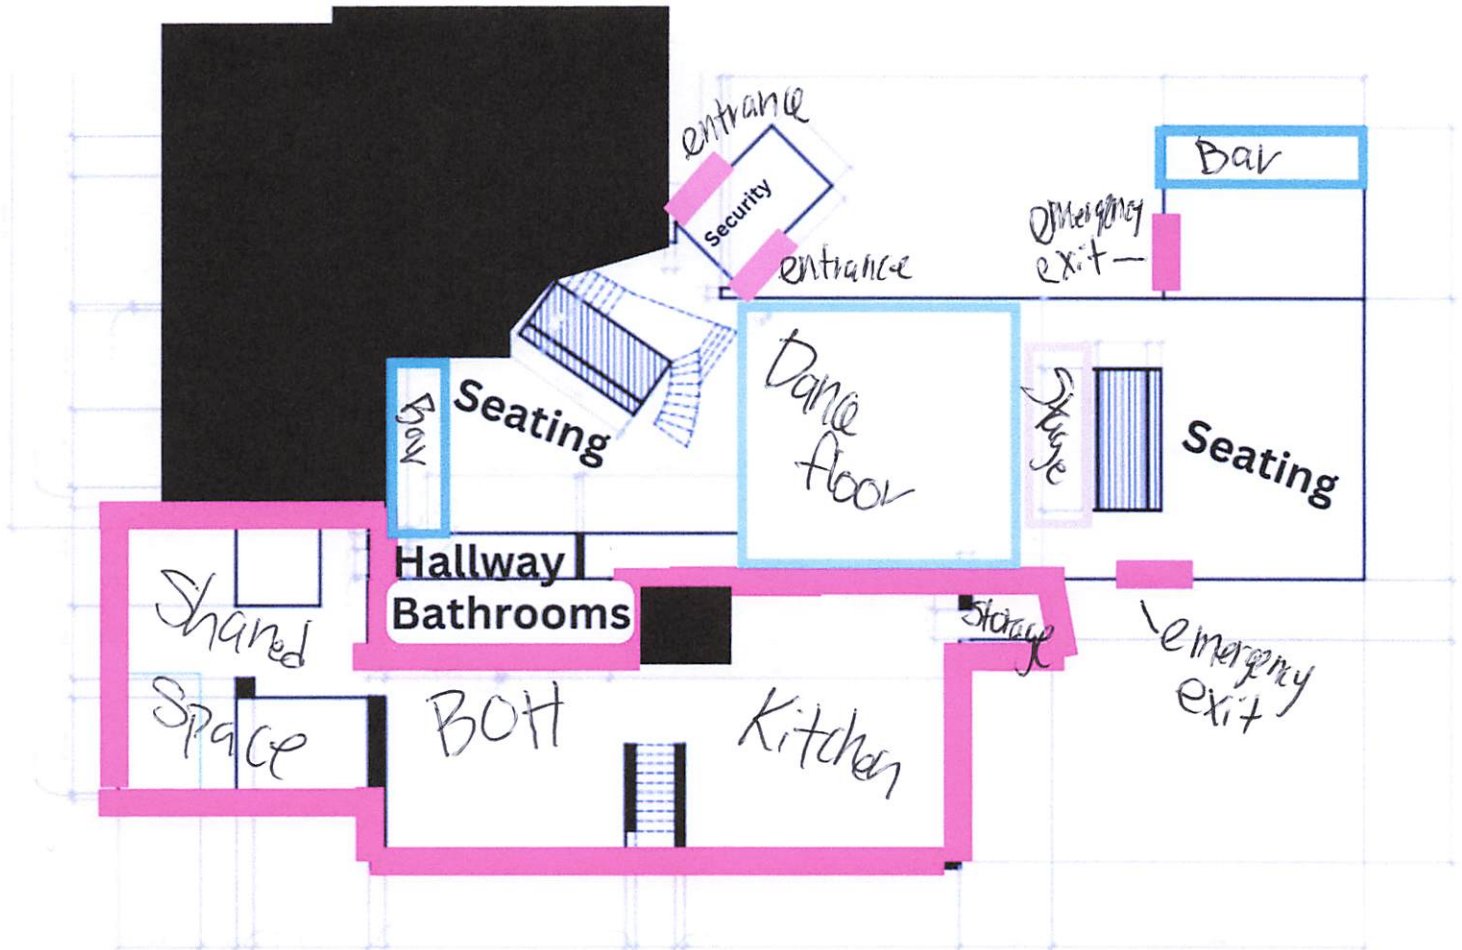 entrance
Security
entrance
Bar
emergency
exit
Bar
Seating
Dance
floor
Stage
Seating
Hallway
Bathrooms
Shared
Space
BOH
Kitchen
Storage
emergency
exit